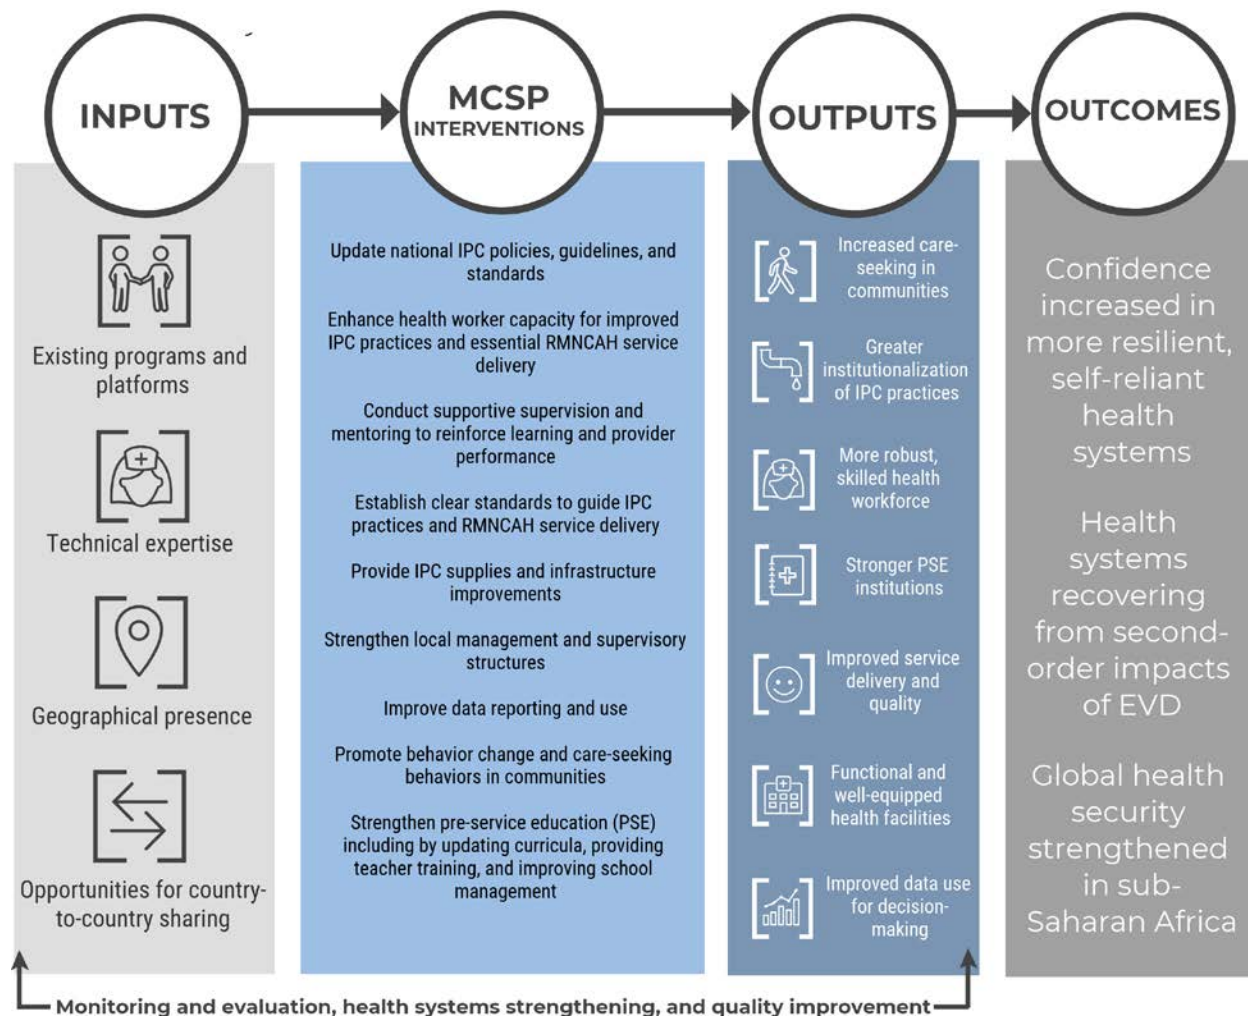 INPUTS
MCSP
INTERVENTIONS
OUTPUTS
OUTCOMES
Existing programs and
platforms
Technical expertise
Geographical presence
Opportunities for country-
to-country sharing
Update national IPC policies, guidelines, and
standards
Enhance health worker capacity for improved
IPC practices and essential RMNCAH service
delivery
Conduct supportive supervision and
mentoring to reinforce learning and provider
performance
Establish clear standards to guide IPC
practices and RMNCAH service delivery
Provide IPC supplies and infrastructure
improvements
Strengthen local management and supervisory
structures
Improve data reporting and use
Promote behavior change and care-seeking
behaviors in communities
Strengthen pre-service education (PSE)
including by updating curricula, providing
teacher training, and improving school
management
Increased care-
seeking in
communities
Greater
institutionalization
of IPC practices
More robust,
skilled health
workforce
Stronger PSE
institutions
Improved service
delivery and
quality
Functional and
well-equipped
health facilities
Improved data use
for decision-
making
Confidence
increased in
more resilient,
self-reliant
health
systems
Health
systems
recovering
from second-
order impacts
of EVD
Global health
security
strengthened
in sub-
Saharan Africa
Monitoring and evaluation, health systems strengthening, and quality improvement